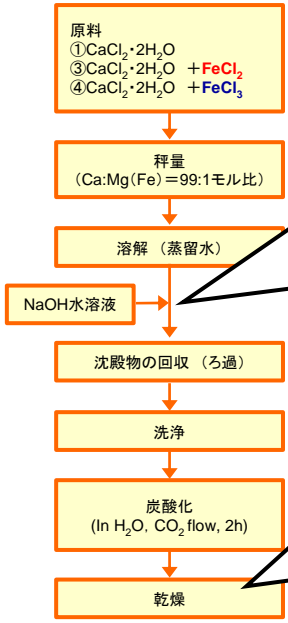 原料
①CaCl₂・2H₂O
③CaCl₂・2H₂O +FeCl₂
④CaCl₂・2H₂O +FeCl₃
秤量
(Ca:Mg(Fe)=99:1モル比)
溶解 (蒸留水)
NaOH水溶液
沈殿物の回収 (ろ過)
洗浄
炭酸化
(In H₂O, CO₂ flow, 2h)
乾燥